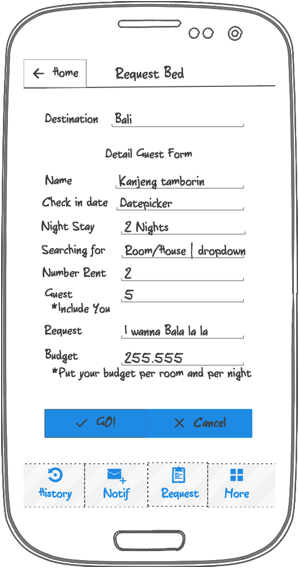 ← Home Request Bed
Destination Bali
Detail Guest Form
Name Kanjeng tamborin
Check in date Datepicker
Night Stay 2 Nights
Searching for Room/House | dropdown
Number Rent 2
Guest 5
*Include You
Request I wanna Bala la la
Budget 255.555
*Put your budget per room and per night
✓ GO! ✕ Cancel
History Notif Request More